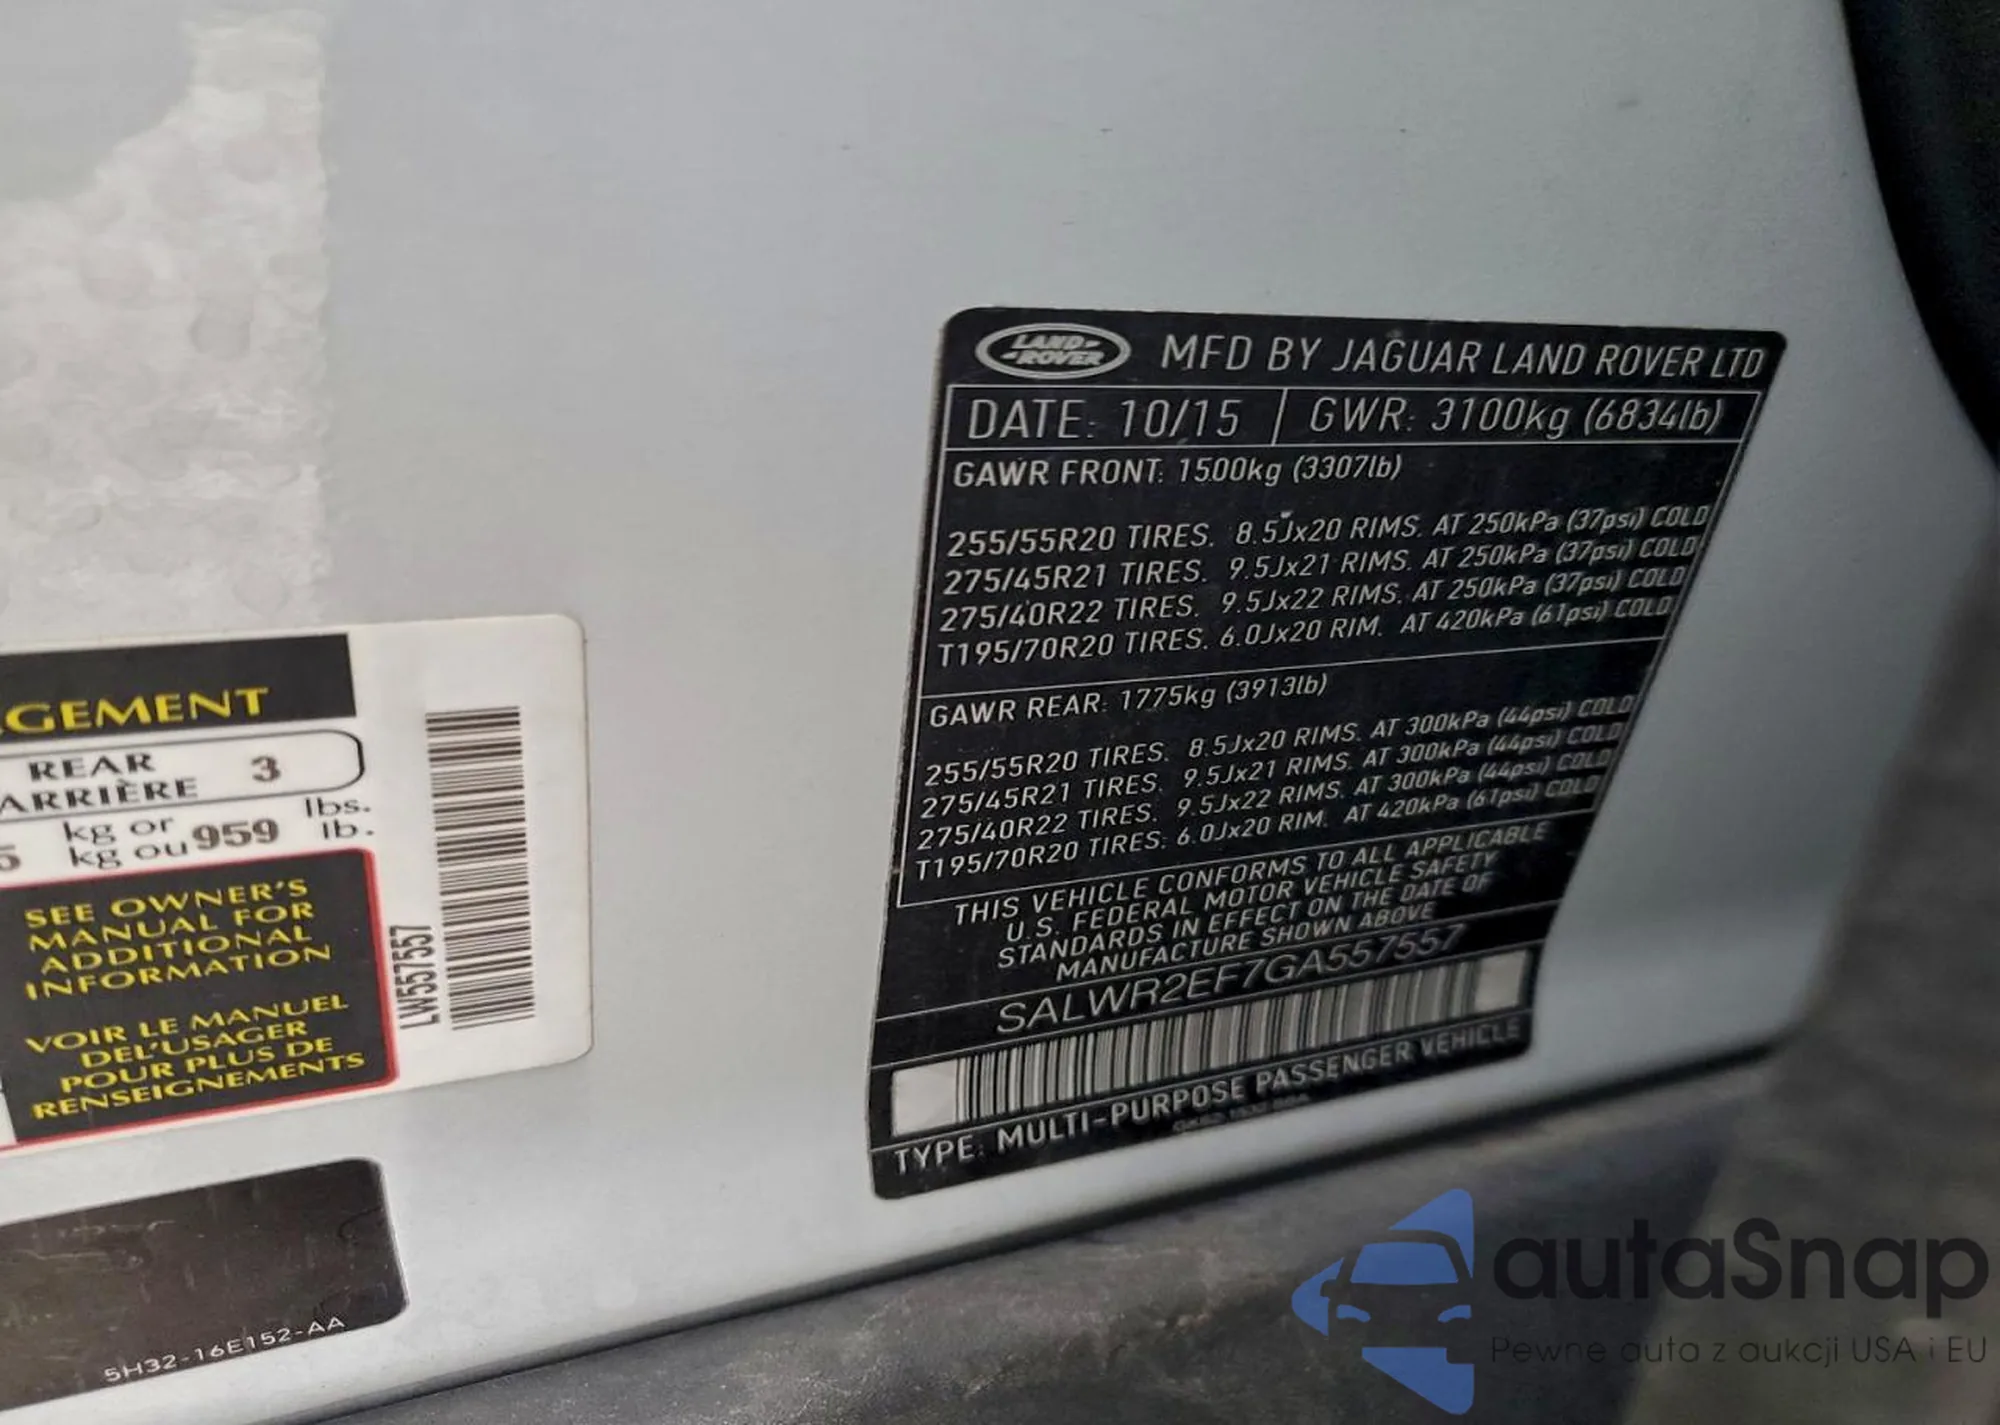 LAND ROVER
MFD BY JAGUAR LAND ROVER LTD
DATE: 10/15 GWR: 3100kg (6834lb)
GAWR FRONT: 1500kg (3307lb)
255/55R20 TIRES. 8.5Jx20 RIMS. AT 250kPa (37psi) COLD
275/45R21 TIRES. 9.5Jx21 RIMS. AT 250kPa (37psi) COLD
275/40R22 TIRES. 9.5Jx22 RIMS. AT 250kPa (37psi) COLD
T195/70R20 TIRES. 6.0Jx20 RIM. AT 420kPa (61psi) COLD
GAWR REAR: 1775kg (3913lb)
255/55R20 TIRES. 8.5Jx20 RIMS. AT 300kPa (44psi) COLD
275/45R21 TIRES. 9.5Jx21 RIMS. AT 300kPa (44psi) COLD
275/40R22 TIRES. 9.5Jx22 RIMS. AT 300kPa (44psi) COLD
T195/70R20 TIRES: 6.0Jx20 RIM. AT 420kPa (61psi) COLD
THIS VEHICLE CONFORMS TO ALL APPLICABLE
U.S. FEDERAL MOTOR VEHICLE SAFETY
STANDARDS IN EFFECT ON THE DATE OF
MANUFACTURE SHOWN ABOVE
SALWR2EF7GA557557
TYPE: MULTI-PURPOSE PASSENGER VEHICLE
GEMENT
REAR 3
ARRIÈRE
kg or 959 lbs.
5 kg ou lb.
SEE OWNER'S
MANUAL FOR
ADDITIONAL
INFORMATION
VOIR LE MANUEL
DEL'USAGER
POUR PLUS DE
RENSEIGNEMENTS
LW557557
5H32-16E152-AA
autoSnap
Pewne auto z aukcji USA i EU